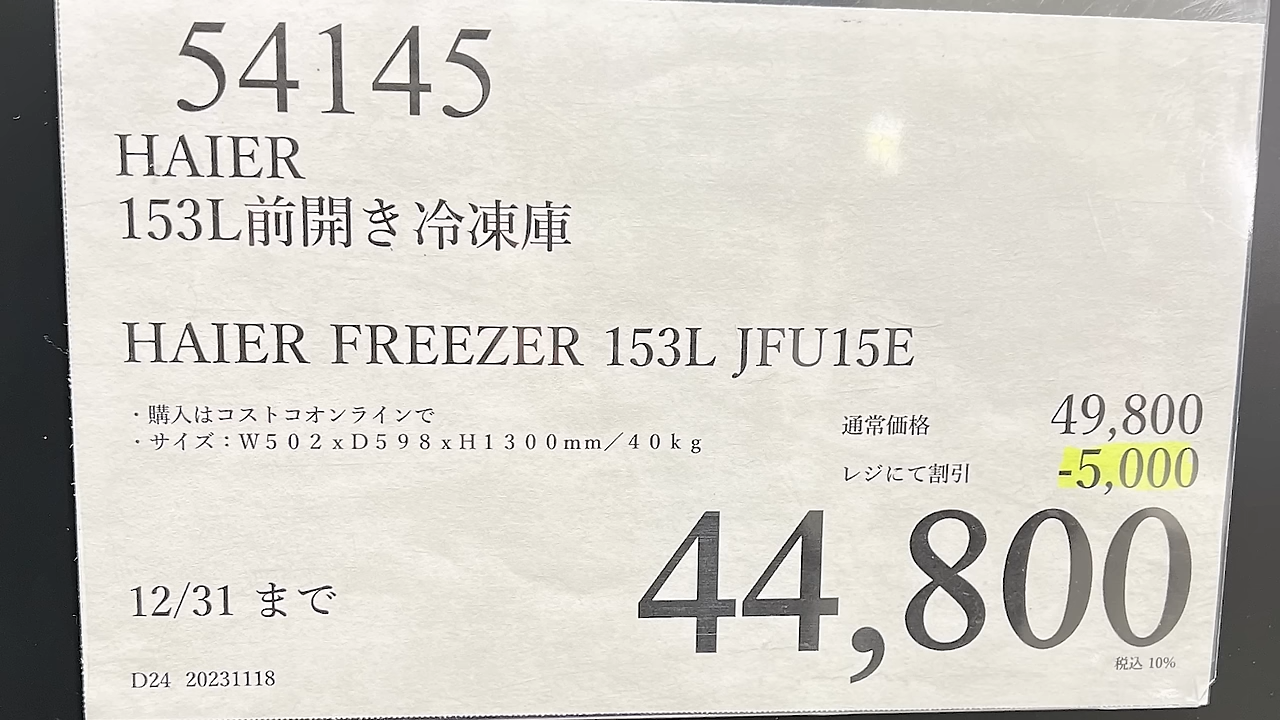 54145
HAIER
153L前開き冷凍庫
HAIER FREEZER 153L JFU15E
・購入はコストコオンラインで
・サイズ：Ｗ５０２ｘＤ５９８ｘＨ１３００ｍｍ／４０ｋｇ
通常価格 49,800
レジにて割引 -5,000
44,800
税込 10%
12/31 まで
D24 20231118